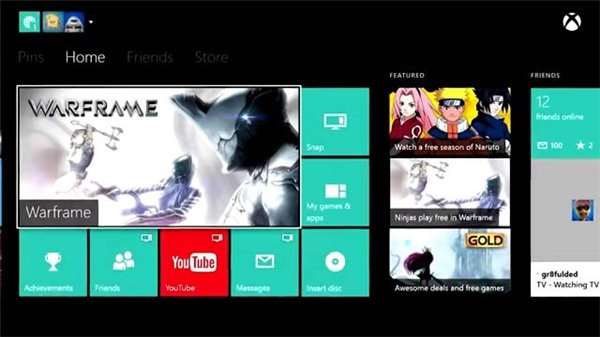 Pins Home Friends Store
WARFRAME
Warframe
Snap
My games &
apps
Achievements
Friends
YouTube
YouTube
Messages
Insert disc
FEATURED
Watch a free season of Naruto
Ninjas play free in Warframe
GOLD
Awesome deals and free games
FRIENDS
12
friends online
100 2
gr8fulded
TV - Watching TV